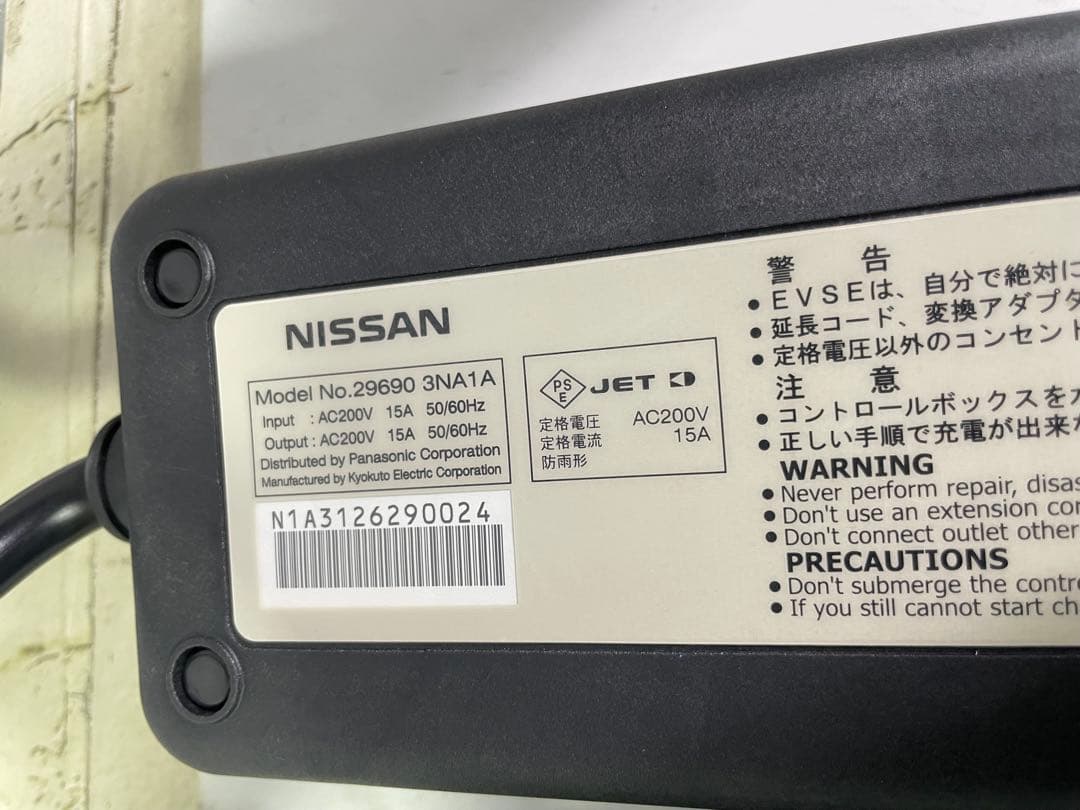 NISSAN
Model No.29690 3NA1A
Input : AC200V 15A 50/60Hz
Output : AC200V 15A 50/60Hz
Distributed by Panasonic Corporation
Manufactured by Kyokuto Electric Corporation
N1A3126290024
PS
E
JET
定格電圧 AC200V
定格電流 15A
防雨形
警 告
●EVSEは、自分で絶対に
●延長コード、変換アダプタ
●定格電圧以外のコンセント
注 意
●コントロールボックスを
●正しい手順で充電が出来な
WARNING
●Never perform repair,
●Don't use an extension
●Don't connect outlet other
PRECAUTIONS
●Don't submerge the
●If you still cannot start